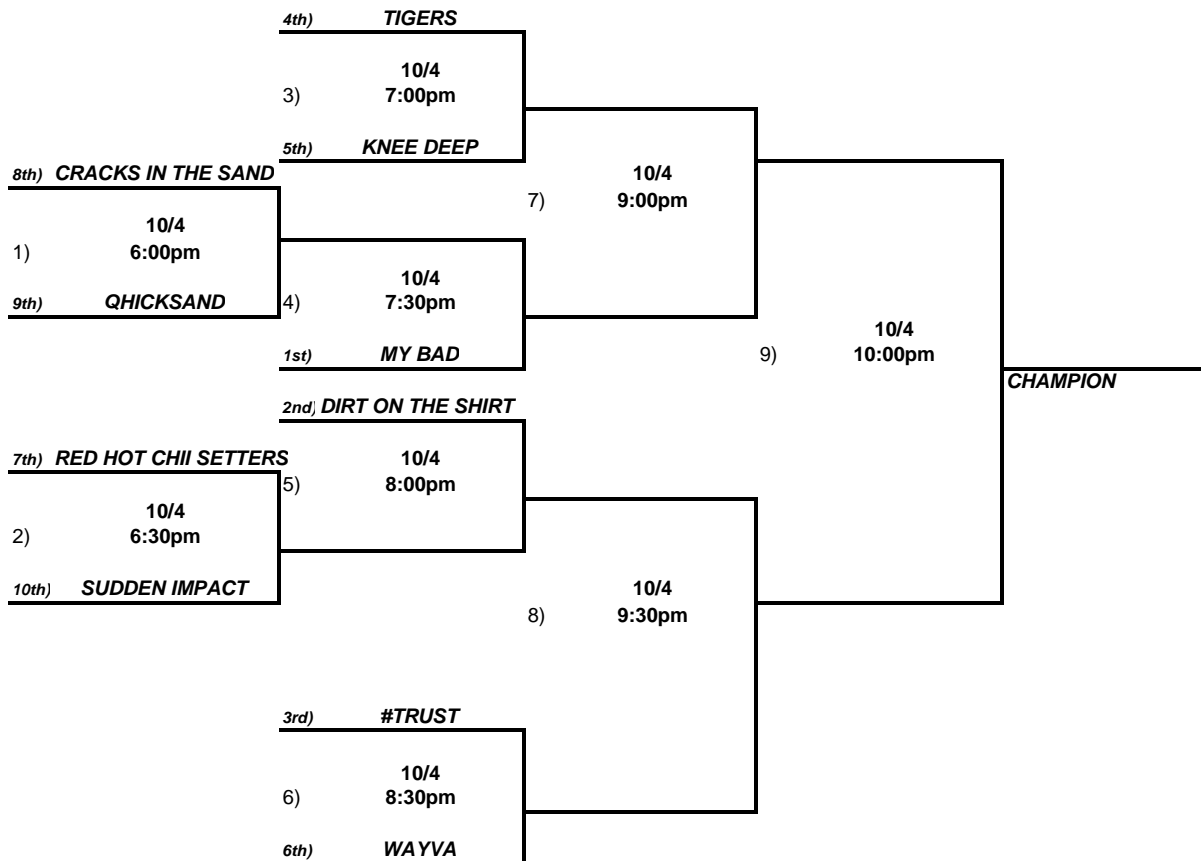 4th) TIGERS
10/4
3) 7:00pm
5th) KNEE DEEP
8th) CRACKS IN THE SAND
10/4
7) 9:00pm
10/4
1) 6:00pm
10/4
9th) QHICKSAND
4) 7:30pm
10/4
1st) MY BAD
9) 10:00pm
CHAMPION
2nd) DIRT ON THE SHIRT
7th) RED HOT CHII SETTERS
10/4
5) 8:00pm
10/4
2) 6:30pm
10th) SUDDEN IMPACT
10/4
8) 9:30pm
3rd) #TRUST
10/4
6) 8:30pm
6th) WAYVA